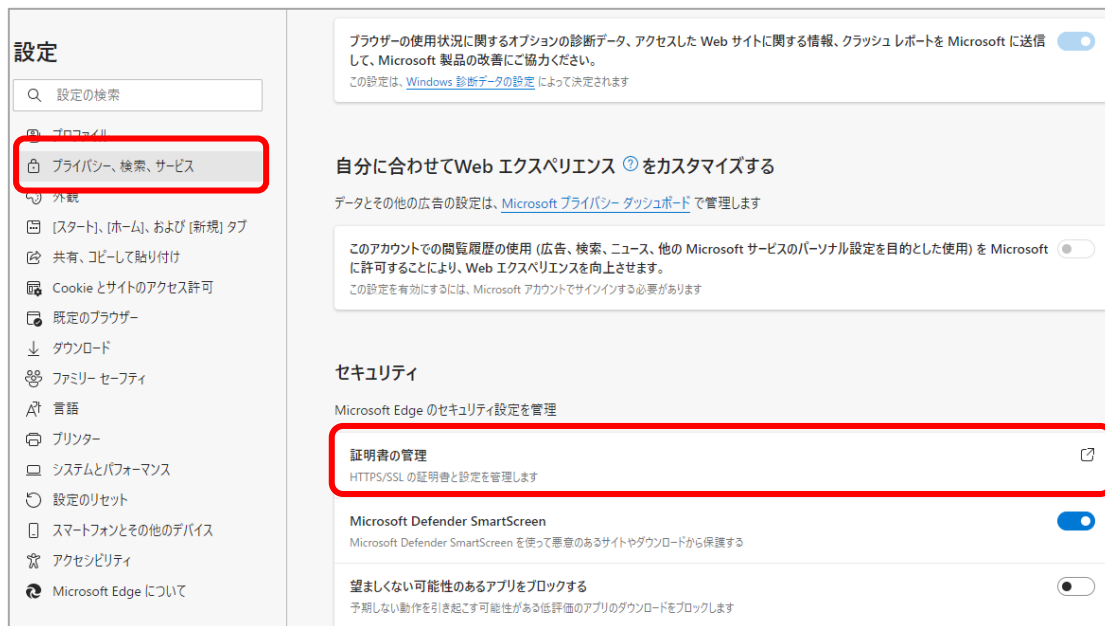 設定
設定の検索
プロファイル
プライバシー、検索、サービス
外観
[スタート]、[ホーム]、および [新規] タブ
共有、コピーして貼り付け
Cookie とサイトのアクセス許可
既定のブラウザー
ダウンロード
ファミリー セーフティ
言語
プリンター
システムとパフォーマンス
設定のリセット
スマートフォンとその他のデバイス
アクセシビリティ
Microsoft Edge について
ブラウザーの使用状況に関するオプションの診断データ、アクセスした Web サイトに関する情報、クラッシュ レポートを Microsoft に送信
して、Microsoft 製品の改善にご協力ください。
この設定は、Windows 診断データの設定 によって決定されます
自分に合わせてWeb エクスペリエンス ? をカスタマイズする
データとその他の広告の設定は、Microsoft プライバシー ダッシュボード で管理します
このアカウントでの閲覧履歴の使用 (広告、検索、ニュース、他の Microsoft サービスのパーソナル設定を目的とした使用) を Microsoft
に許可することにより、Web エクスペリエンスを向上させます。
この設定を有効にするには、Microsoft アカウントでサインインする必要があります
セキュリティ
Microsoft Edge のセキュリティ設定を管理
証明書の管理
HTTPS/SSL の証明書と設定を管理します
Microsoft Defender SmartScreen
Microsoft Defender SmartScreen を使って悪意のあるサイトやダウンロードから保護する
望ましくない可能性のあるアプリをブロックする
予期しない動作を引き起こす可能性がある低評価のアプリのダウンロードをブロックします